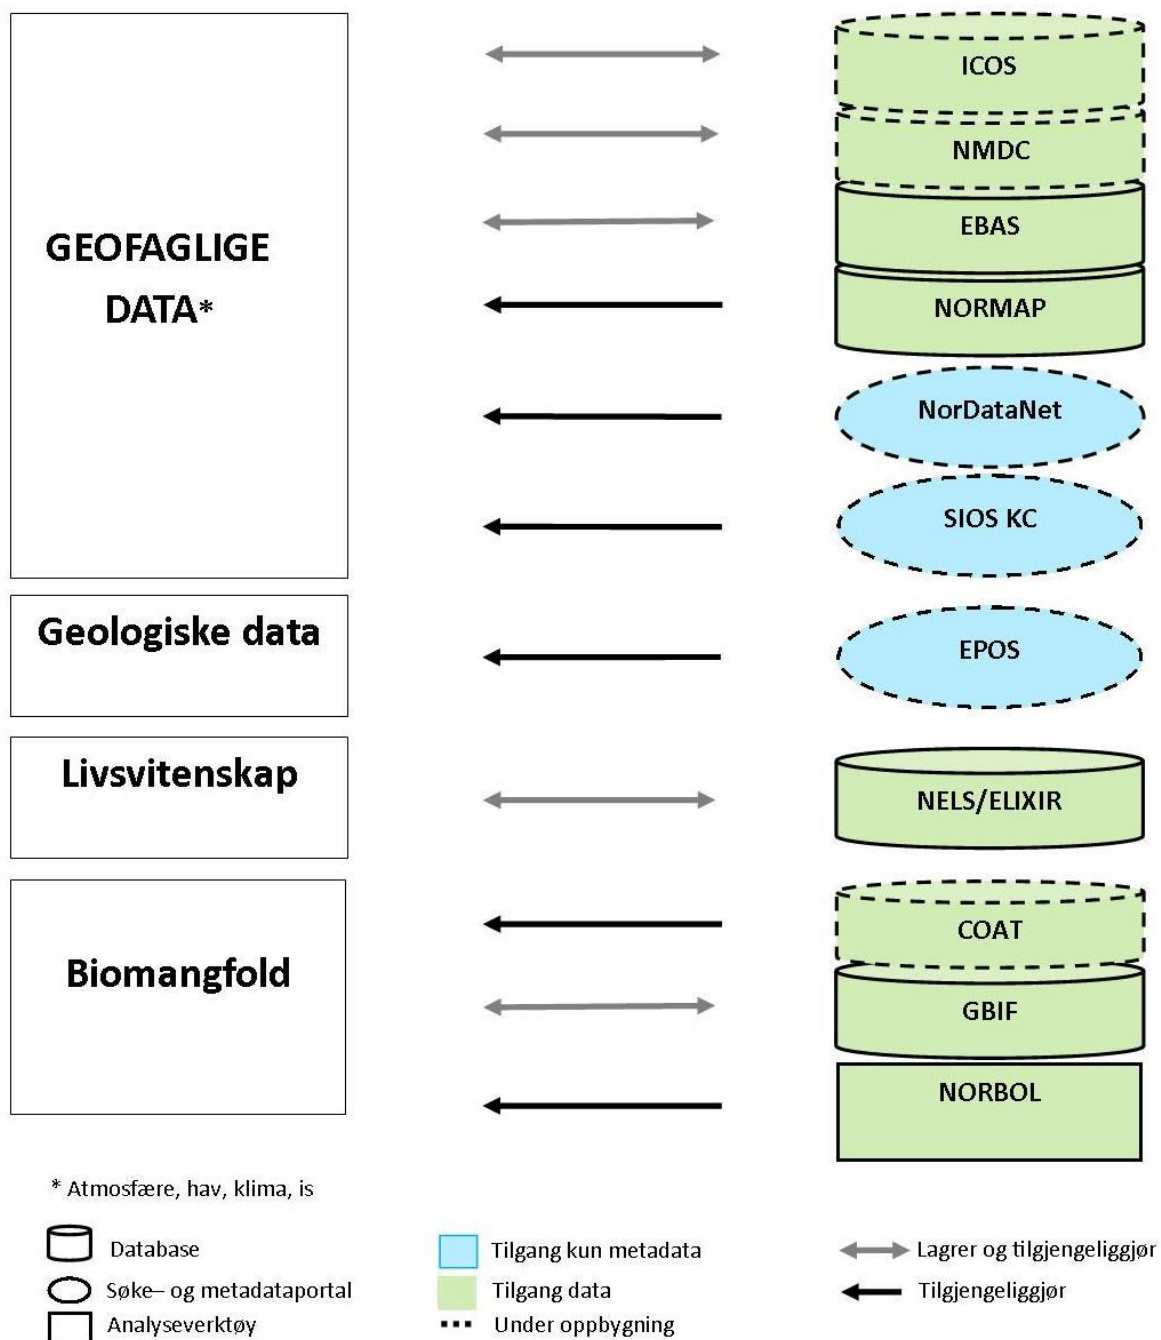 GEOFAGLIGE
DATA*
ICOS
NMDC
EBAS
NORMAP
NorDataNet
SIOS KC
Geologiske data
EPOS
Livsvitenskap
NELS/ELIXIR
Biomangfold
COAT
GBIF
NORBOL
* Atmosfære, hav, klima, is
Database
Søke– og metadataportal
Analyseverktøy
Tilgang kun metadata
Tilgang data
Under oppbygning
Lagrer og tilgjengeliggjør
Tilgjengeliggjør